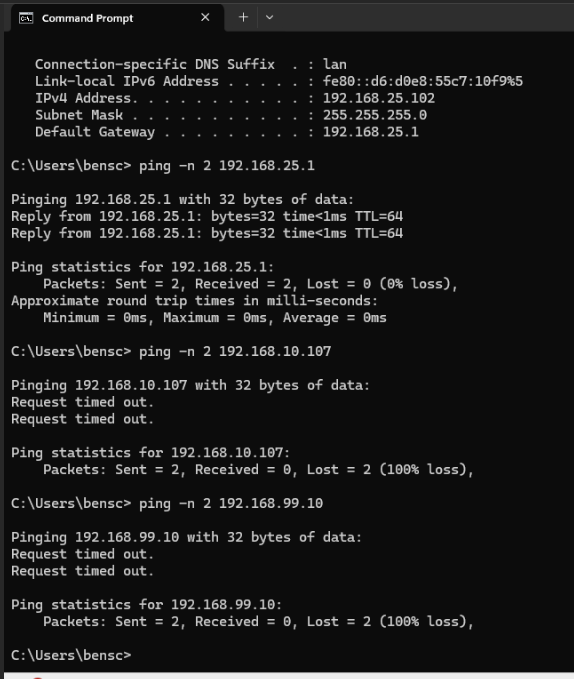 Command Prompt
Connection-specific DNS Suffix  . : lan
Link-local IPv6 Address . . . . . : fe80::d6:d0e8:55c7:10f9%5
IPv4 Address. . . . . . . . . . . : 192.168.25.102
Subnet Mask . . . . . . . . . . . : 255.255.255.0
Default Gateway . . . . . . . . . : 192.168.25.1
C:\Users\bensc> ping -n 2 192.168.25.1
Pinging 192.168.25.1 with 32 bytes of data:
Reply from 192.168.25.1: bytes=32 time<1ms TTL=64
Reply from 192.168.25.1: bytes=32 time<1ms TTL=64
Ping statistics for 192.168.25.1:
Packets: Sent = 2, Received = 2, Lost = 0 (0% loss),
Approximate round trip times in milli-seconds:
Minimum = 0ms, Maximum = 0ms, Average = 0ms
C:\Users\bensc> ping -n 2 192.168.10.107
Pinging 192.168.10.107 with 32 bytes of data:
Request timed out.
Request timed out.
Ping statistics for 192.168.10.107:
Packets: Sent = 2, Received = 0, Lost = 2 (100% loss),
C:\Users\bensc> ping -n 2 192.168.99.10
Pinging 192.168.99.10 with 32 bytes of data:
Request timed out.
Request timed out.
Ping statistics for 192.168.99.10:
Packets: Sent = 2, Received = 0, Lost = 2 (100% loss),
C:\Users\bensc>